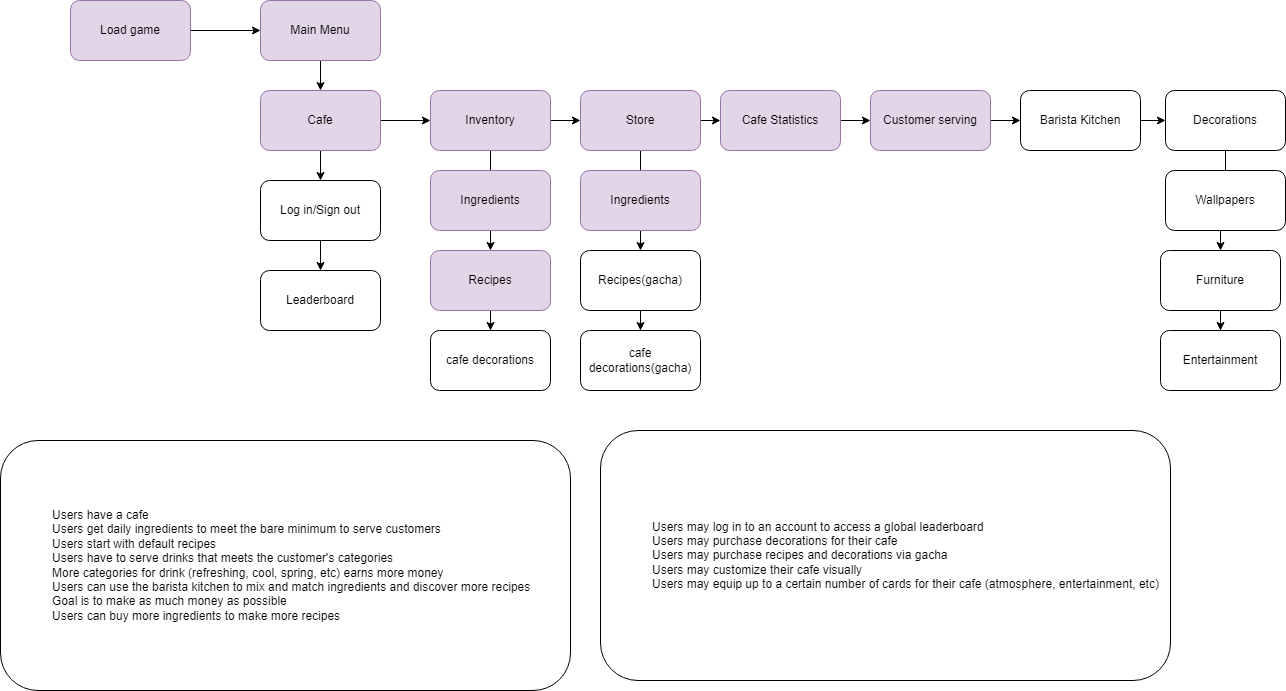 Load game
Main Menu
Cafe
Inventory
Store
Cafe Statistics
Customer serving
Barista Kitchen
Decorations
Log in/Sign out
Ingredients
Ingredients
Wallpapers
Leaderboard
Recipes
Recipes(gacha)
Furniture
cafe decorations
cafe
decorations(gacha)
Entertainment
Users have a cafe
Users get daily ingredients to meet the bare minimum to serve customers
Users start with default recipes
Users have to serve drinks that meets the customer's categories
More categories for drink (refreshing, cool, spring, etc) earns more money
Users can use the barista kitchen to mix and match ingredients and discover more recipes
Goal is to make as much money as possible
Users can buy more ingredients to make more recipes
Users may log in to an account to access a global leaderboard
Users may purchase decorations for their cafe
Users may purchase recipes and decorations via gacha
Users may customize their cafe visually
Users may equip up to a certain number of cards for their cafe (atmosphere, entertainment, etc)